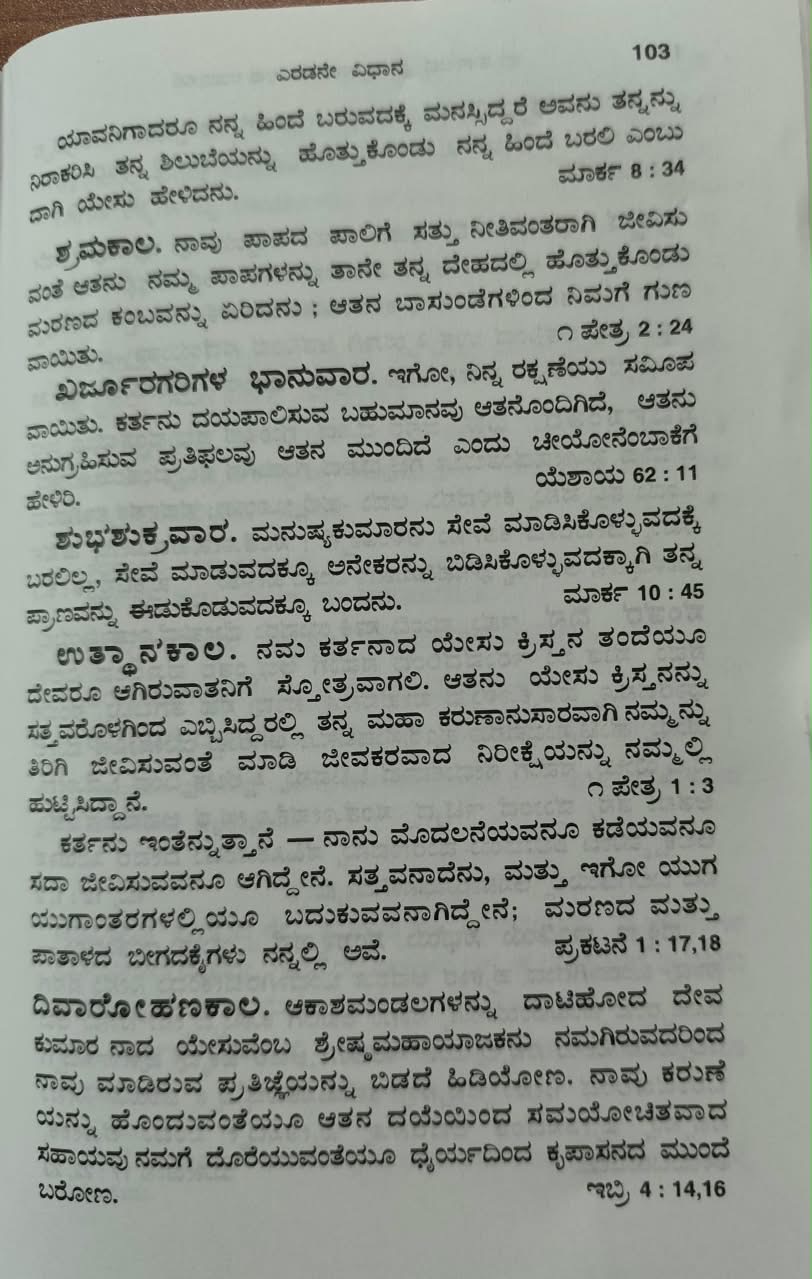 ಎರಡನೇ ವಿಧಾನ 103
ಯಾವನಿಗಾದರೂ ನನ್ನ ಹಿಂದೆ ಬರುವದಕ್ಕೆ ಮನಸ್ಸಿದ್ದರೆ ಅವನು ತನ್ನನ್ನು
ನಿರಾಕರಿಸಿ ತನ್ನ ಶಿಲುಬೆಯನ್ನು ಹೊತ್ತುಕೊಂಡು ನನ್ನ ಹಿಂದೆ ಬರಲಿ ಎಂಬು
ದಾಗಿ ಯೇಸು ಹೇಳಿದನು. ಮಾರ್ಕ 8 : 34
ಶ್ರಮಕಾಲ. ನಾವು ಪಾಪದ ಪಾಲಿಗೆ ಸತ್ತು ನೀತಿವಂತರಾಗಿ ಜೀವಿಸು
ವಂತೆ ಆತನು ನಮ್ಮ ಪಾಪಗಳನ್ನು ತಾನೇ ತನ್ನ ದೇಹದಲ್ಲಿ ಹೊತ್ತುಕೊಂಡು
ಮರಣದ ಕಂಬವನ್ನು ಏರಿದನು ; ಆತನ ಬಾಸುಂಡೆಗಳಿಂದ ನಿಮಗೆ ಗುಣ
ವಾಯಿತು. ೧ ಪೇತ್ರ 2 : 24
ಖರ್ಜೂರಗರಿಗಳ ಭಾನುವಾರ. ಇಗೋ, ನಿನ್ನ ರಕ್ಷಣೆಯು ಸಮೀಪ
ವಾಯಿತು. ಕರ್ತನು ದಯಪಾಲಿಸುವ ಬಹುಮಾನವು ಆತನೊಂದಿಗಿದೆ, ಆತನು
ಅನುಗ್ರಹಿಸುವ ಪ್ರತಿಫಲವು ಆತನ ಮುಂದಿದೆ ಎಂದು ಚೀಯೋನೆಂಬಾಕೆಗೆ
ಹೇಳಿರಿ. ಯೆಶಾಯ 62 : 11
ಶುಭಶುಕ್ರವಾರ. ಮನುಷ್ಯಕುಮಾರನು ಸೇವೆ ಮಾಡಿಸಿಕೊಳ್ಳುವದಕ್ಕೆ
ಬರಲಿಲ್ಲ, ಸೇವೆ ಮಾಡುವದಕ್ಕೂ ಅನೇಕರನ್ನು ಬಿಡಿಸಿಕೊಳ್ಳುವದಕ್ಕಾಗಿ ತನ್ನ
ಪ್ರಾಣವನ್ನು ಈಡುಕೊಡುವದಕ್ಕೂ ಬಂದನು. ಮಾರ್ಕ 10 : 45
ಉತ್ಥಾನಕಾಲ. ನಮ್ಮ ಕರ್ತನಾದ ಯೇಸು ಕ್ರಿಸ್ತನ ತಂದೆಯೂ
ದೇವರೂ ಆಗಿರುವಾತನಿಗೆ ಸ್ತೋತ್ರವಾಗಲಿ. ಆತನು ಯೇಸು ಕ್ರಿಸ್ತನನ್ನು
ಸತ್ತವರೊಳಗಿಂದ ಎಬ್ಬಿಸಿದ್ದರಲ್ಲಿ ತನ್ನ ಮಹಾ ಕರುಣಾನುಸಾರವಾಗಿ ನಮ್ಮನ್ನು
ತಿರಿಗಿ ಜೀವಿಸುವಂತೆ ಮಾಡಿ ಜೀವಕರವಾದ ನಿರೀಕ್ಷೆಯನ್ನು ನಮ್ಮಲ್ಲಿ
ಹುಟ್ಟಿಸಿದ್ದಾನೆ. ೧ ಪೇತ್ರ 1 : 3
ಕರ್ತನು ಇಂತೆನ್ನುತ್ತಾನೆ — ನಾನು ಮೊದಲನೆಯವನೂ ಕಡೆಯವನೂ
ಸದಾ ಜೀವಿಸುವವನೂ ಆಗಿದ್ದೇನೆ. ಸತ್ತವನಾದೆನು, ಮತ್ತು ಇಗೋ ಯುಗ
ಯುಗಾಂತರಗಳಲ್ಲಿಯೂ ಬದುಕುವವನಾಗಿದ್ದೇನೆ; ಮರಣದ ಮತ್ತು
ಪಾತಾಳದ ಬೀಗದಕೈಗಳು ನನ್ನಲ್ಲಿ ಅವೆ. ಪ್ರಕಟನೆ 1 : 17,18
ದಿವಾರೋಹಣಕಾಲ. ಆಕಾಶಮಂಡಲಗಳನ್ನು ದಾಟಿಹೋದ ದೇವ
ಕುಮಾರ ನಾದ ಯೇಸುವೆಂಬ ಶ್ರೇಷ್ಠಮಹಾಯಾಜಕನು ನಮಗಿರುವದರಿಂದ
ನಾವು ಮಾಡಿರುವ ಪ್ರತಿಜ್ಞೆಯನ್ನು ಬಿಡದೆ ಹಿಡಿಯೋಣ. ನಾವು ಕರುಣೆ
ಯನ್ನು ಹೊಂದುವಂತೆಯೂ ಆತನ ದಯೆಯಿಂದ ಸಮಯೋಚಿತವಾದ
ಸಹಾಯವು ನಮಗೆ ದೊರೆಯುವಂತೆಯೂ ಧೈರ್ಯದಿಂದ ಕೃಪಾಸನದ ಮುಂದೆ
ಬರೋಣ. ಇಬ್ರಿ 4 : 14,16